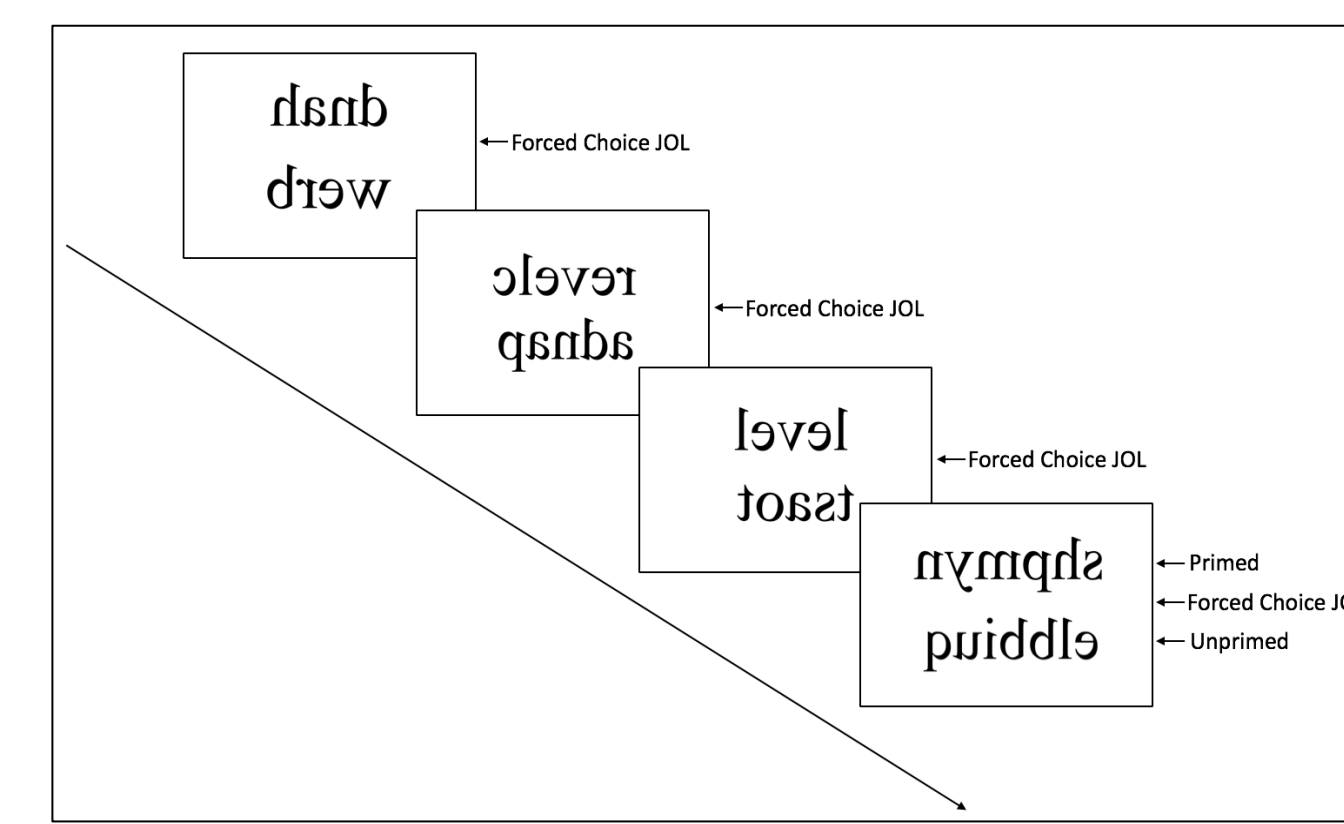 hand
brew
Forced Choice JOL
clever
panda
Forced Choice JOL
level
toast
Forced Choice JOL
nymphs
quibble
Primed
Forced Choice JO
Unprimed